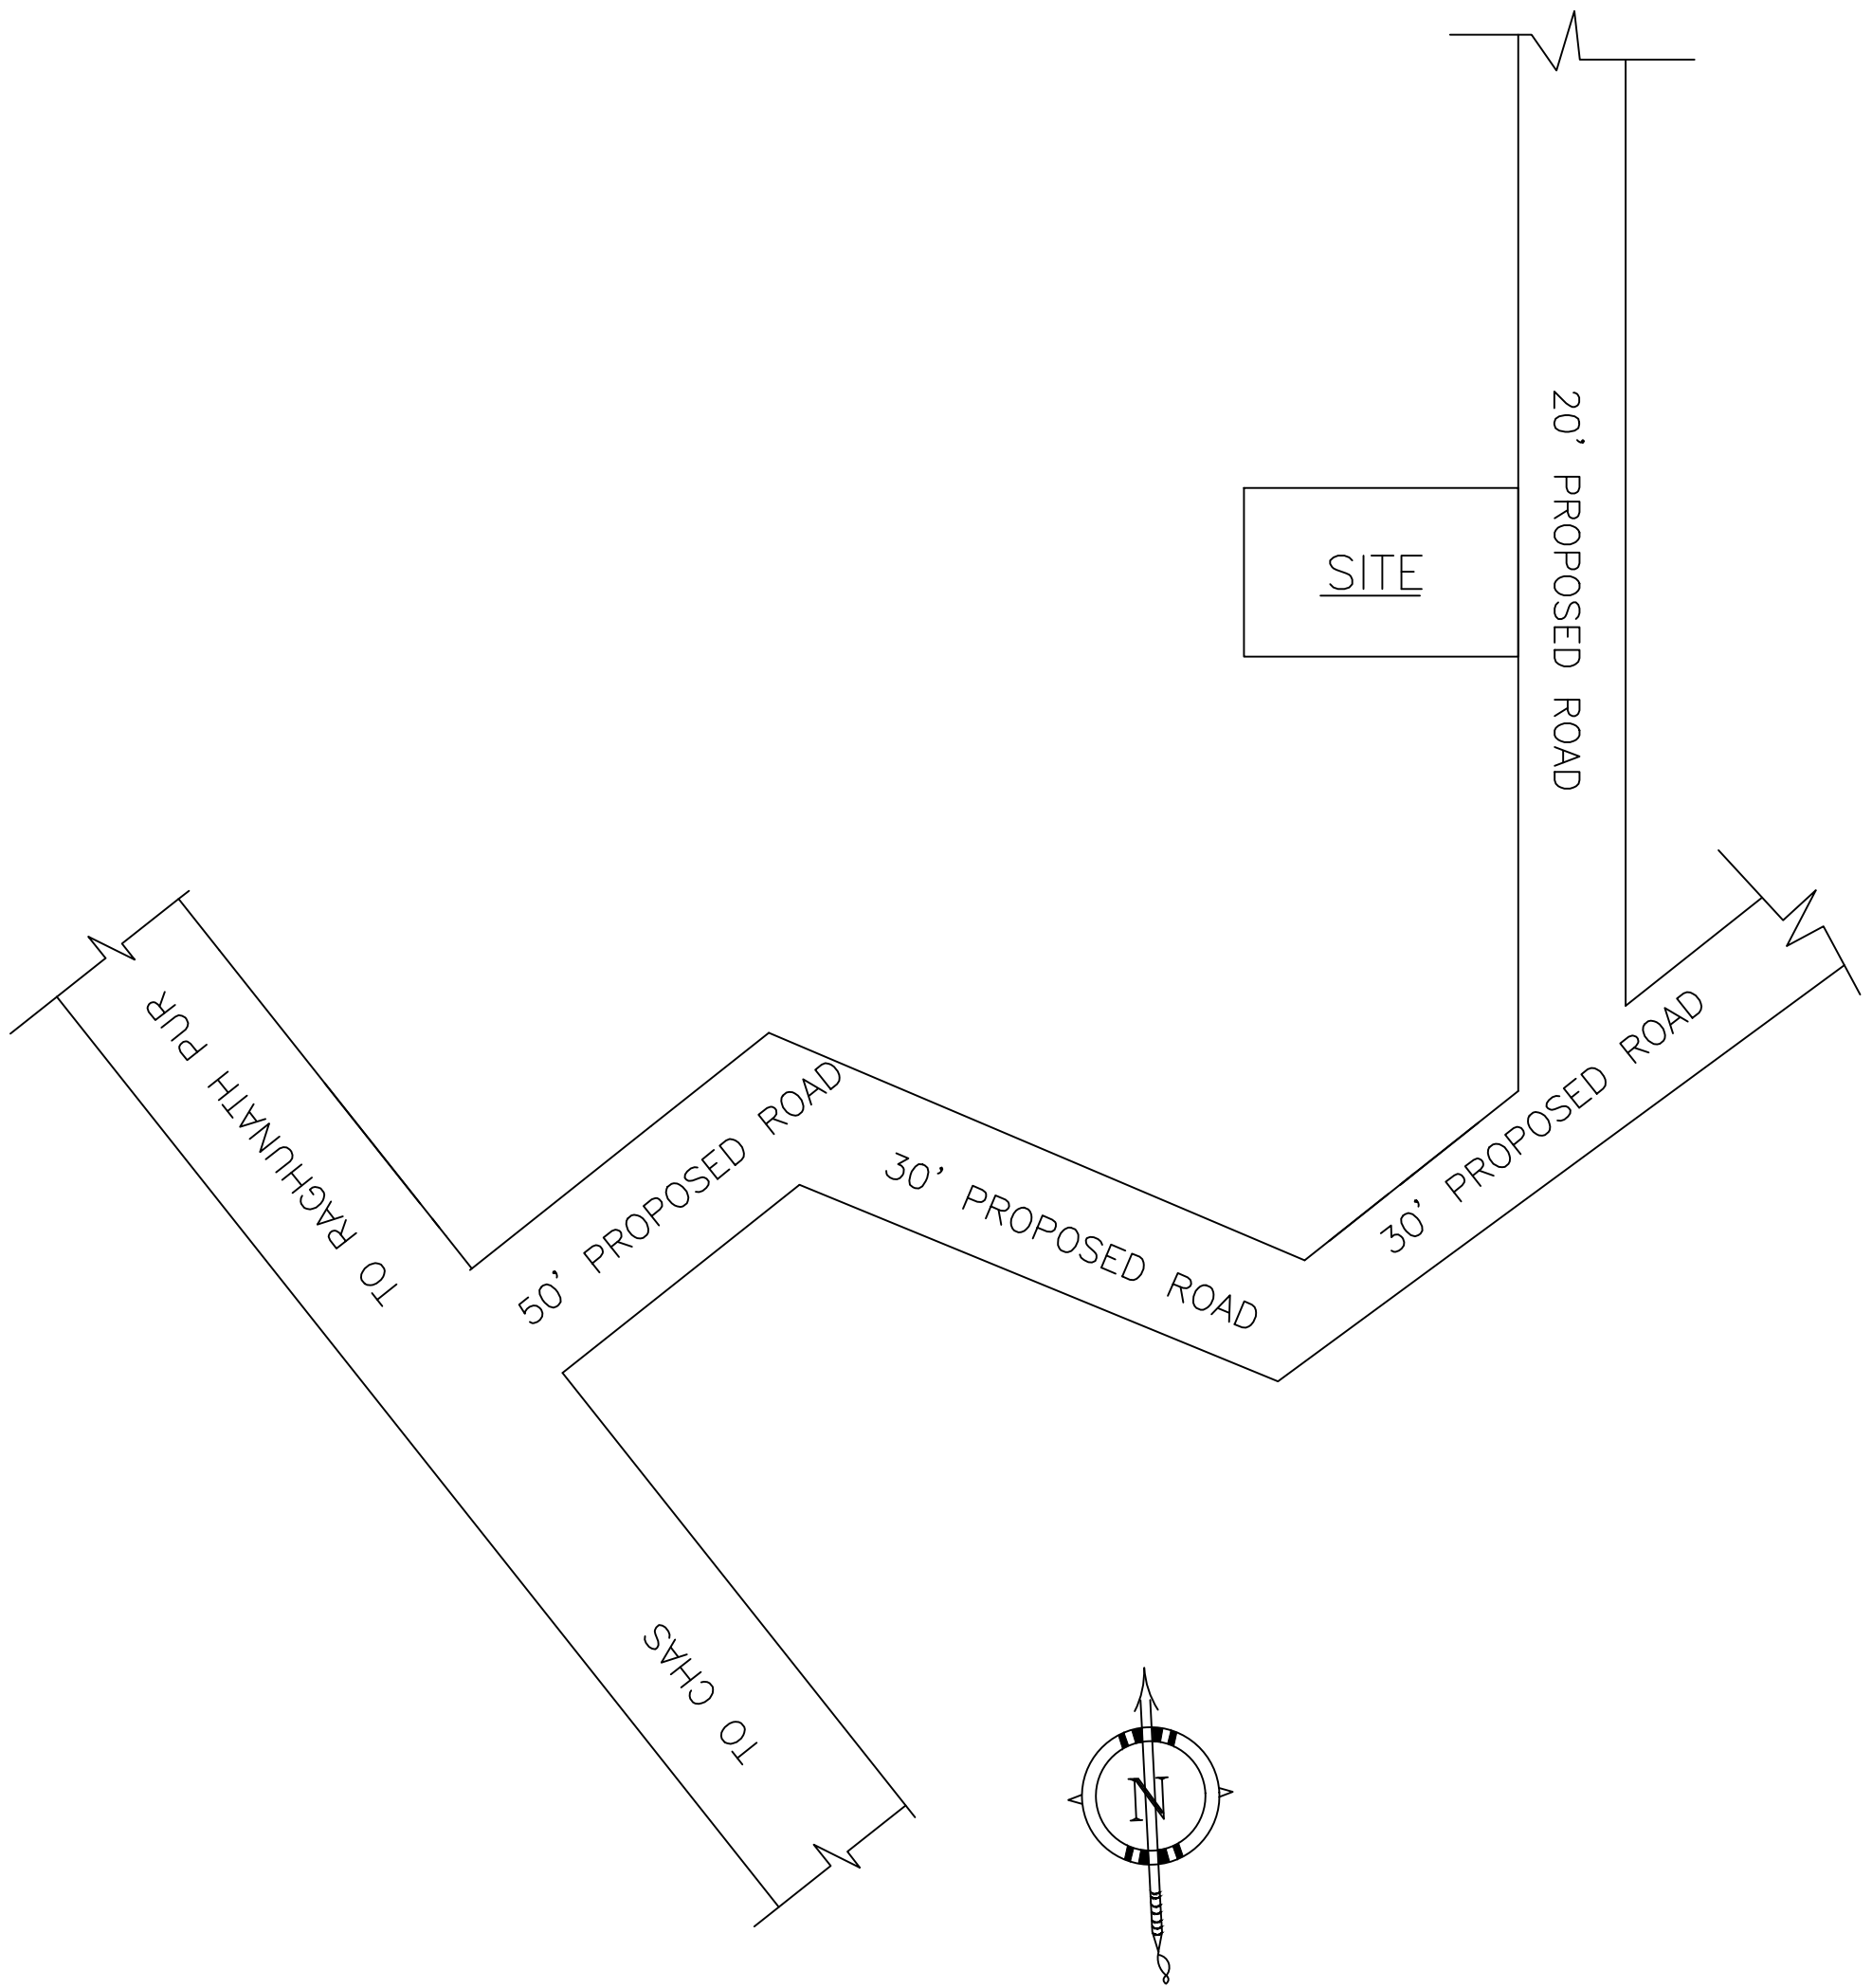 20' PROPOSED ROAD
SITE
TO RAGHUNATH PUR
50' PROPOSED ROAD
30' PROPOSED ROAD
30' PROPOSED ROAD
TO CHAS
N